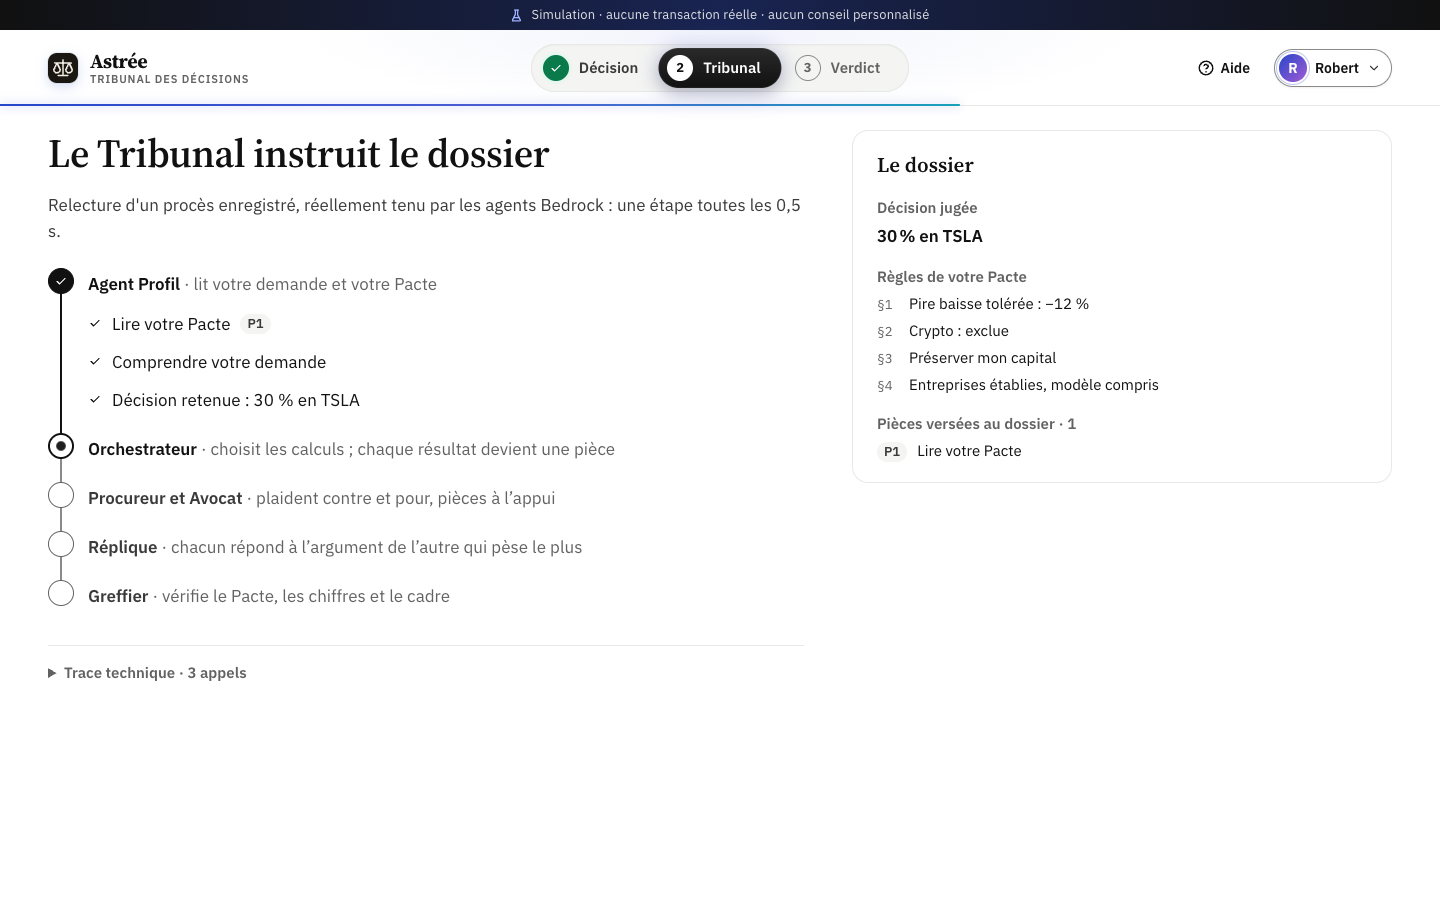 Simulation · aucune transaction réelle · aucun conseil personnalisé
Astrée
TRIBUNAL DES DÉCISIONS
Décision
2 Tribunal
3 Verdict
Aide
R Robert
Le Tribunal instruit le dossier
Relecture d'un procès enregistré, réellement tenu par les agents Bedrock : une étape toutes les 0,5
s.
Agent Profil · lit votre demande et votre Pacte
Lire votre Pacte P1
Comprendre votre demande
Décision retenue : 30 % en TSLA
Orchestrateur · choisit les calculs ; chaque résultat devient une pièce
Procureur et Avocat · plaident contre et pour, pièces à l’appui
Réplique · chacun répond à l’argument de l’autre qui pèse le plus
Greffier · vérifie le Pacte, les chiffres et le cadre
Trace technique · 3 appels
Le dossier
Décision jugée
30 % en TSLA
Règles de votre Pacte
§1 Pire baisse tolérée : −12 %
§2 Crypto : exclue
§3 Préserver mon capital
§4 Entreprises établies, modèle compris
Pièces versées au dossier · 1
P1 Lire votre Pacte